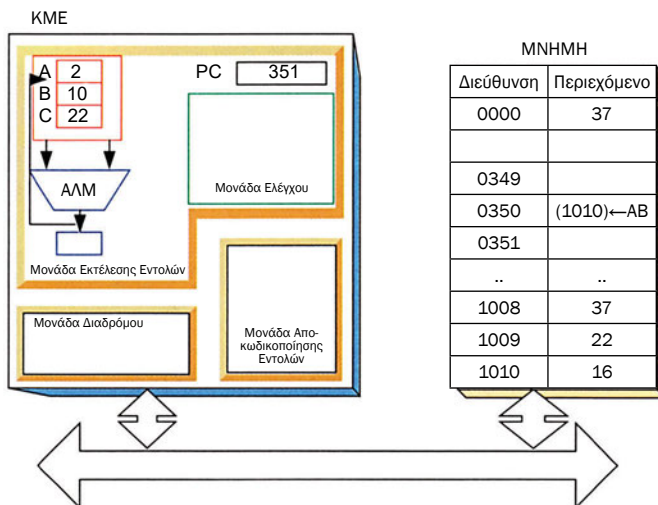 ΚΜΕ
A 2
B 10
C 22
PC 351
ΑΛΜ
Μονάδα Ελέγχου
Μονάδα Εκτέλεσης Εντολών
Μονάδα Διαδρόμου
Μονάδα Απο-
κωδικοποίησης
Εντολών
ΜΝΗΜΗ
Διεύθυνση Περιεχόμενο
0000 37
0349
0350 (1010)←AB
0351
.. ..
1008 37
1009 22
1010 16